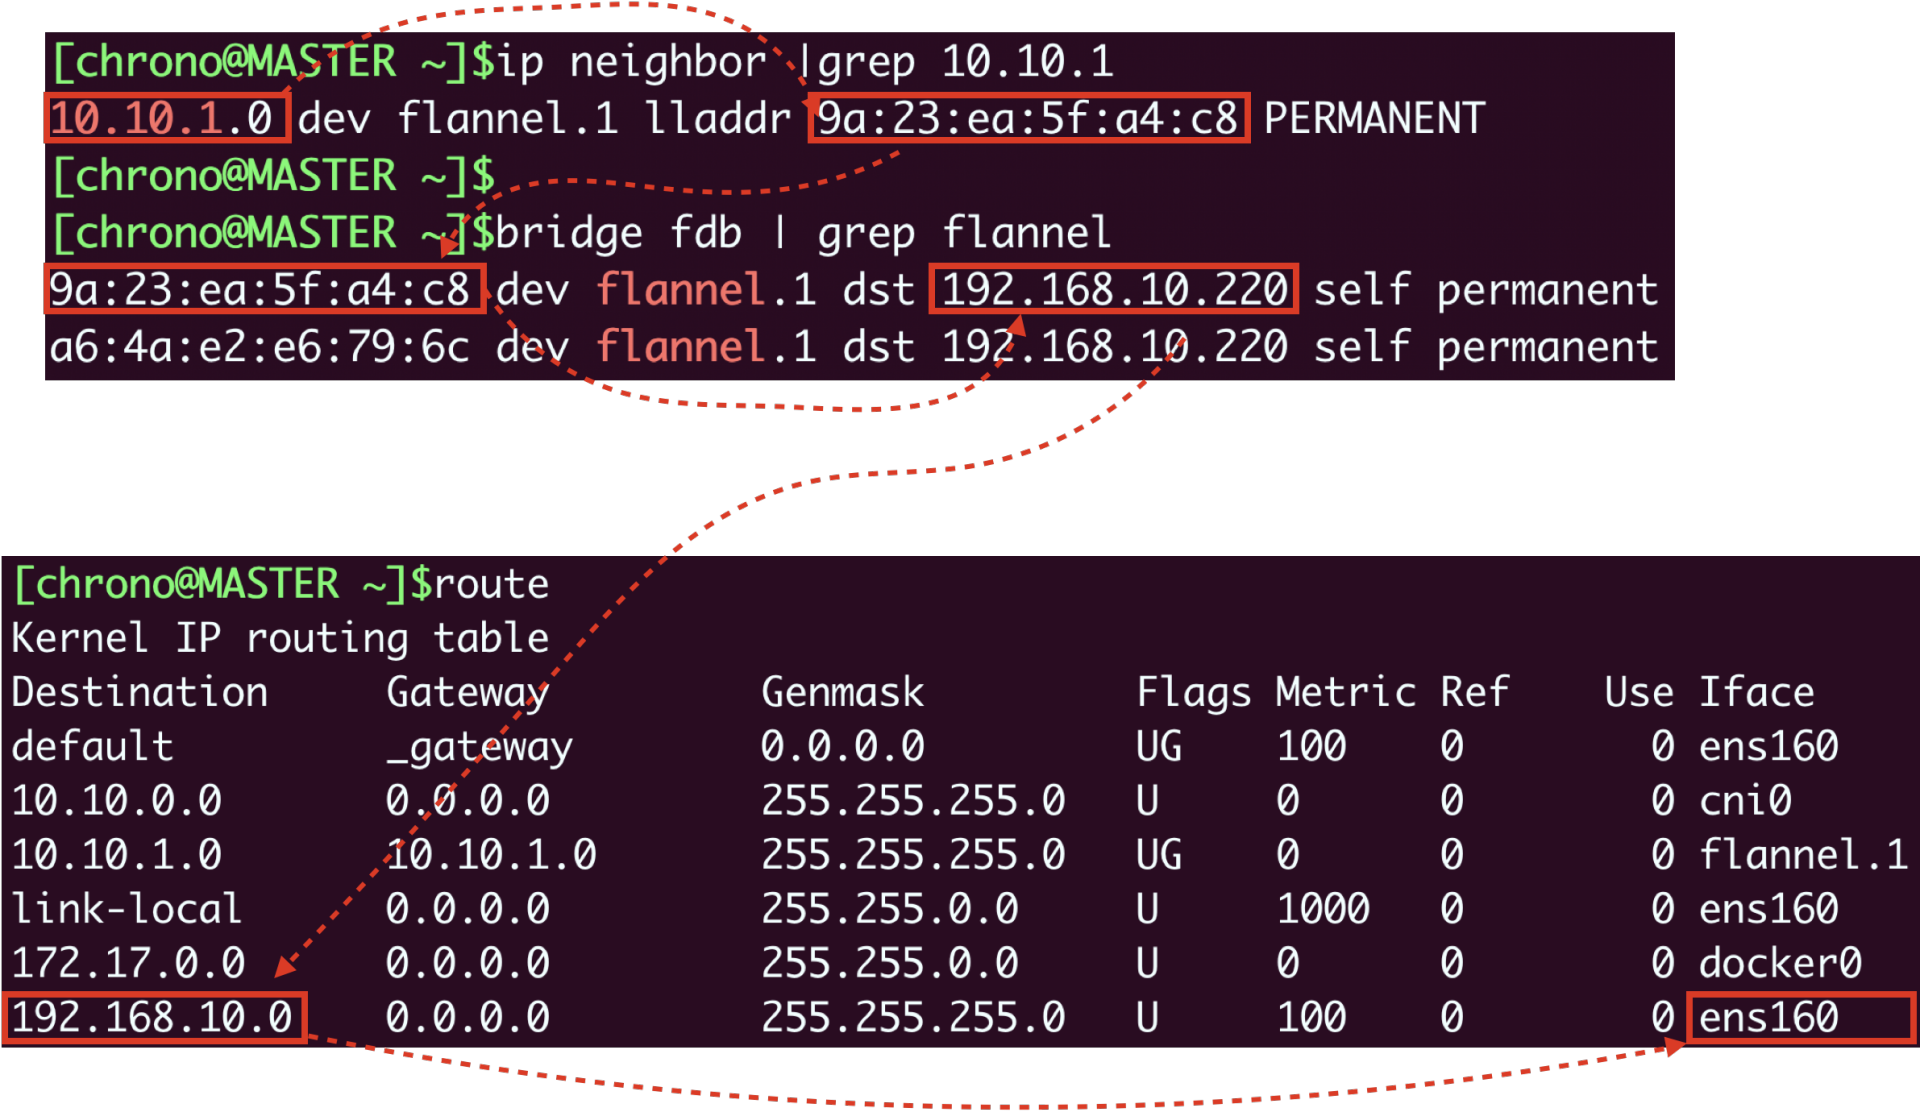 [chrono@MASTER ~]$ip neighbor |grep 10.10.1
10.10.1.0 dev flannel.1 lladdr 9a:23:ea:5f:a4:c8 PERMANENT
[chrono@MASTER ~]$
[chrono@MASTER ~]$bridge fdb | grep flannel
9a:23:ea:5f:a4:c8 dev flannel.1 dst 192.168.10.220 self permanent
a6:4a:e2:e6:79:6c dev flannel.1 dst 192.168.10.220 self permanent
[chrono@MASTER ~]$route
Kernel IP routing table
Destination     Gateway         Genmask         Flags Metric Ref    Use Iface
default         _gateway        0.0.0.0         UG    100    0        0 ens160
10.10.0.0       0.0.0.0         255.255.255.0   U     0      0        0 cni0
10.10.1.0       10.10.1.0       255.255.255.0   UG    0      0        0 flannel.1
link-local      0.0.0.0         255.255.0.0     U     1000   0        0 ens160
172.17.0.0      0.0.0.0         255.255.0.0     U     0      0        0 docker0
192.168.10.0    0.0.0.0         255.255.255.0   U     100    0        0 ens160